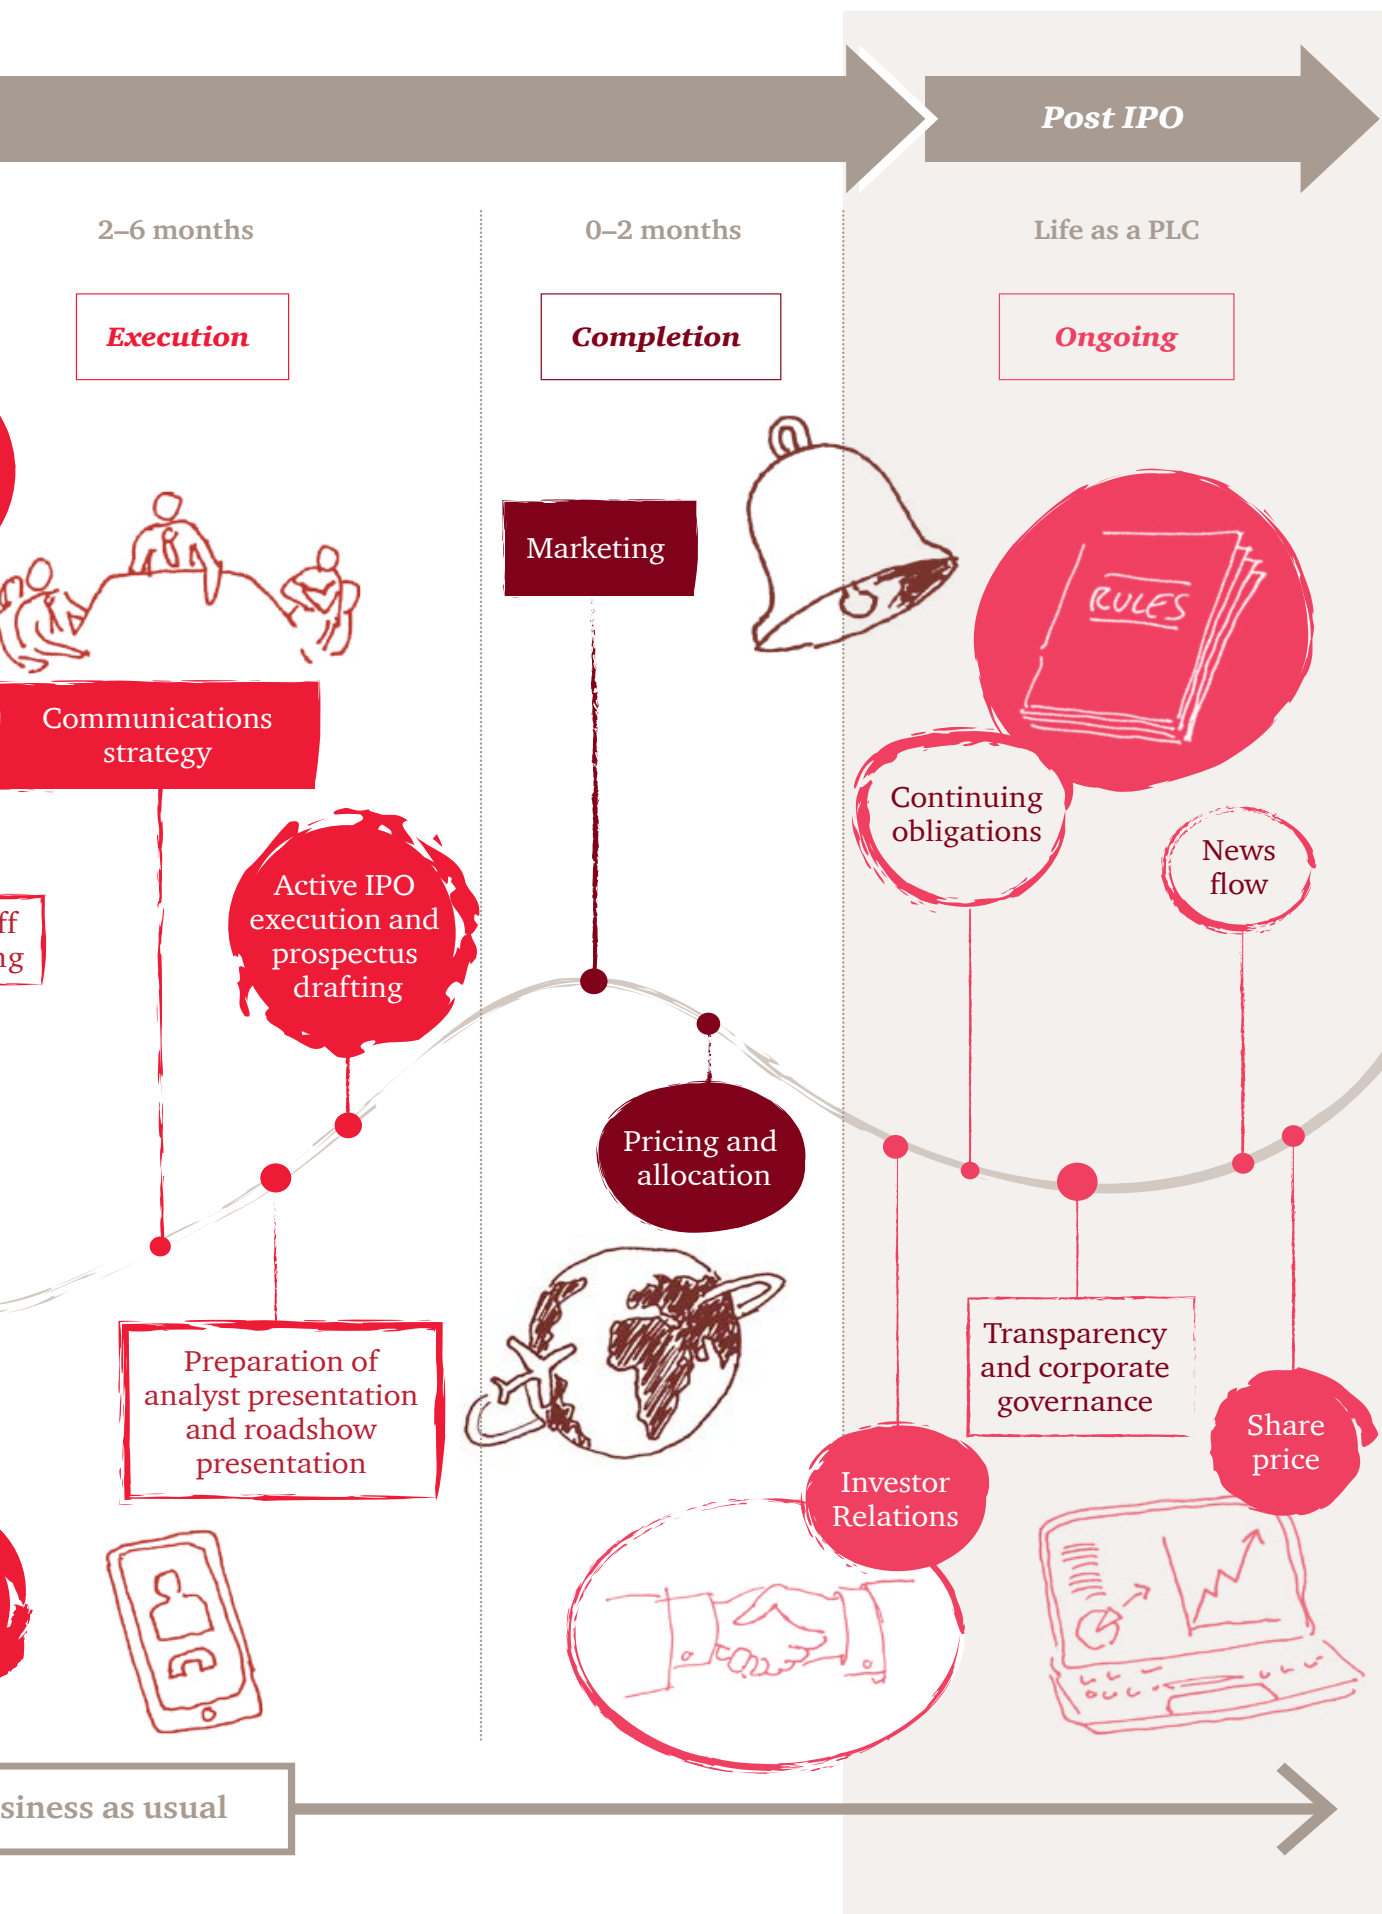 Post IPO
2–6 months
0–2 months
Life as a PLC
Execution
Completion
Ongoing
Marketing
RULES
Communications
strategy
Continuing
obligations
News
flow
Active IPO
execution and
prospectus
drafting
Pricing and
allocation
Transparency
and corporate
governance
Preparation of
analyst presentation
and roadshow
presentation
Share
price
Investor
Relations
as usual